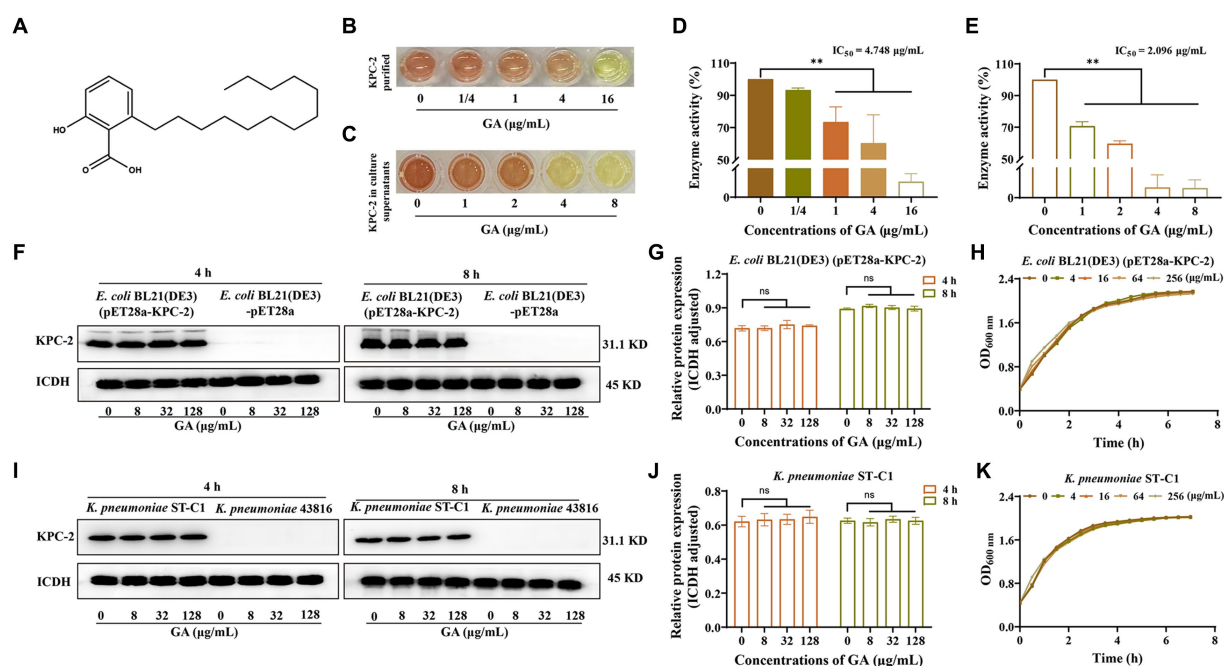 A
HO
O
OH
B
KPC-2
purified
0 1/4 1 4 16
GA (μg/mL)
C
KPC-2 in culture
supernatants
0 1 2 4 8
GA (μg/mL)
D
IC50 = 4.748 μg/mL
**
Enzyme activity (%)
110
90
70
50
50
0
0 1/4 1 4 16
Concentrations of GA (μg/mL)
E
IC50 = 2.096 μg/mL
**
Enzyme activity (%)
110
90
70
50
50
0
0 1 2 4 8
Concentrations of GA (μg/mL)
F
4 h 8 h
E. coli BL21(DE3) E. coli BL21(DE3) E. coli BL21(DE3) E. coli BL21(DE3)
(pET28a-KPC-2) -pET28a (pET28a-KPC-2) -pET28a
KPC-2 31.1 KD
ICDH 45 KD
0 8 32 128 0 8 32 128 0 8 32 128 0 8 32 128
GA (μg/mL) GA (μg/mL)
G
E. coli BL21(DE3) (pET28a-KPC-2)
Relative protein expression
(ICDH adjusted)
1.2
0.9
0.6
0.3
0.0
ns ns
4 h
8 h
0 8 32 128 0 8 32 128
Concentrations of GA (μg/mL)
H
E. coli BL21(DE3) (pET28a-KPC-2)
0 4 16 64 256 (μg/mL)
OD600 nm
2.4
1.8
1.2
0.6
0.0
0 2 4 6 8
Time (h)
I
4 h 8 h
K. pneumoniae ST-C1 K. pneumoniae 43816 K. pneumoniae ST-C1 K. pneumoniae 43816
KPC-2 31.1 KD
ICDH 45 KD
0 8 32 128 0 8 32 128 0 8 32 128 0 8 32 128
GA (μg/mL) GA (μg/mL)
J
K. pneumoniae ST-C1
Relative protein expression
(ICDH adjusted)
0.8
0.6
0.4
0.2
0.0
ns ns
4 h
8 h
0 8 32 128 0 8 32 128
Concentrations of GA (μg/mL)
K
K. pneumoniae ST-C1
0 4 16 64 256 (μg/mL)
OD600 nm
2.4
1.8
1.2
0.6
0.0
0 2 4 6 8
Time (h)